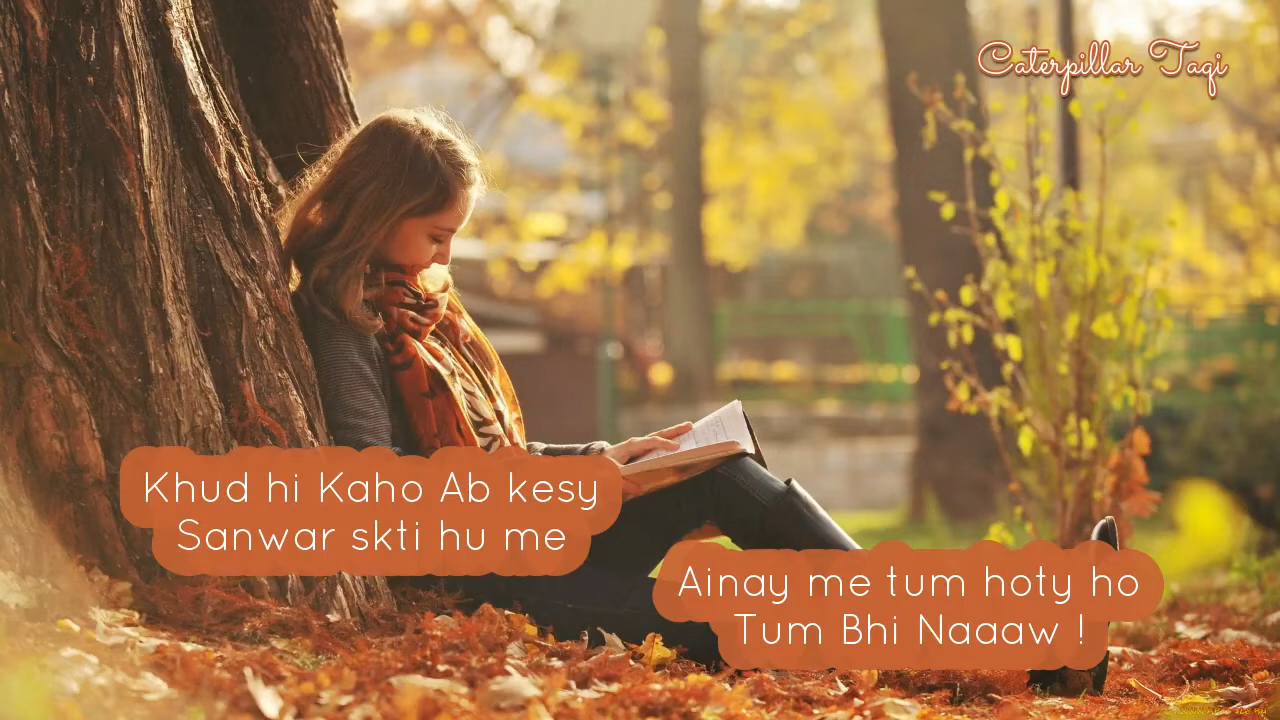 Caterpillar Taqi
Khud hi Kaho Ab kesy
Sanwar skti hu me
Ainay me tum hoty ho
Tum Bhi Naaaw !